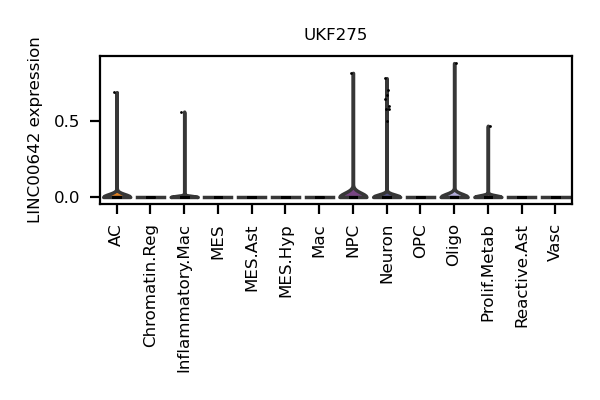 UKF275
LINC00642 expression
0.5
0.0
AC
Chromatin.Reg
Inflammatory.Mac
MES
MES.Ast
MES.Hyp
Mac
NPC
Neuron
OPC
Oligo
Prolif.Metab
Reactive.Ast
Vasc